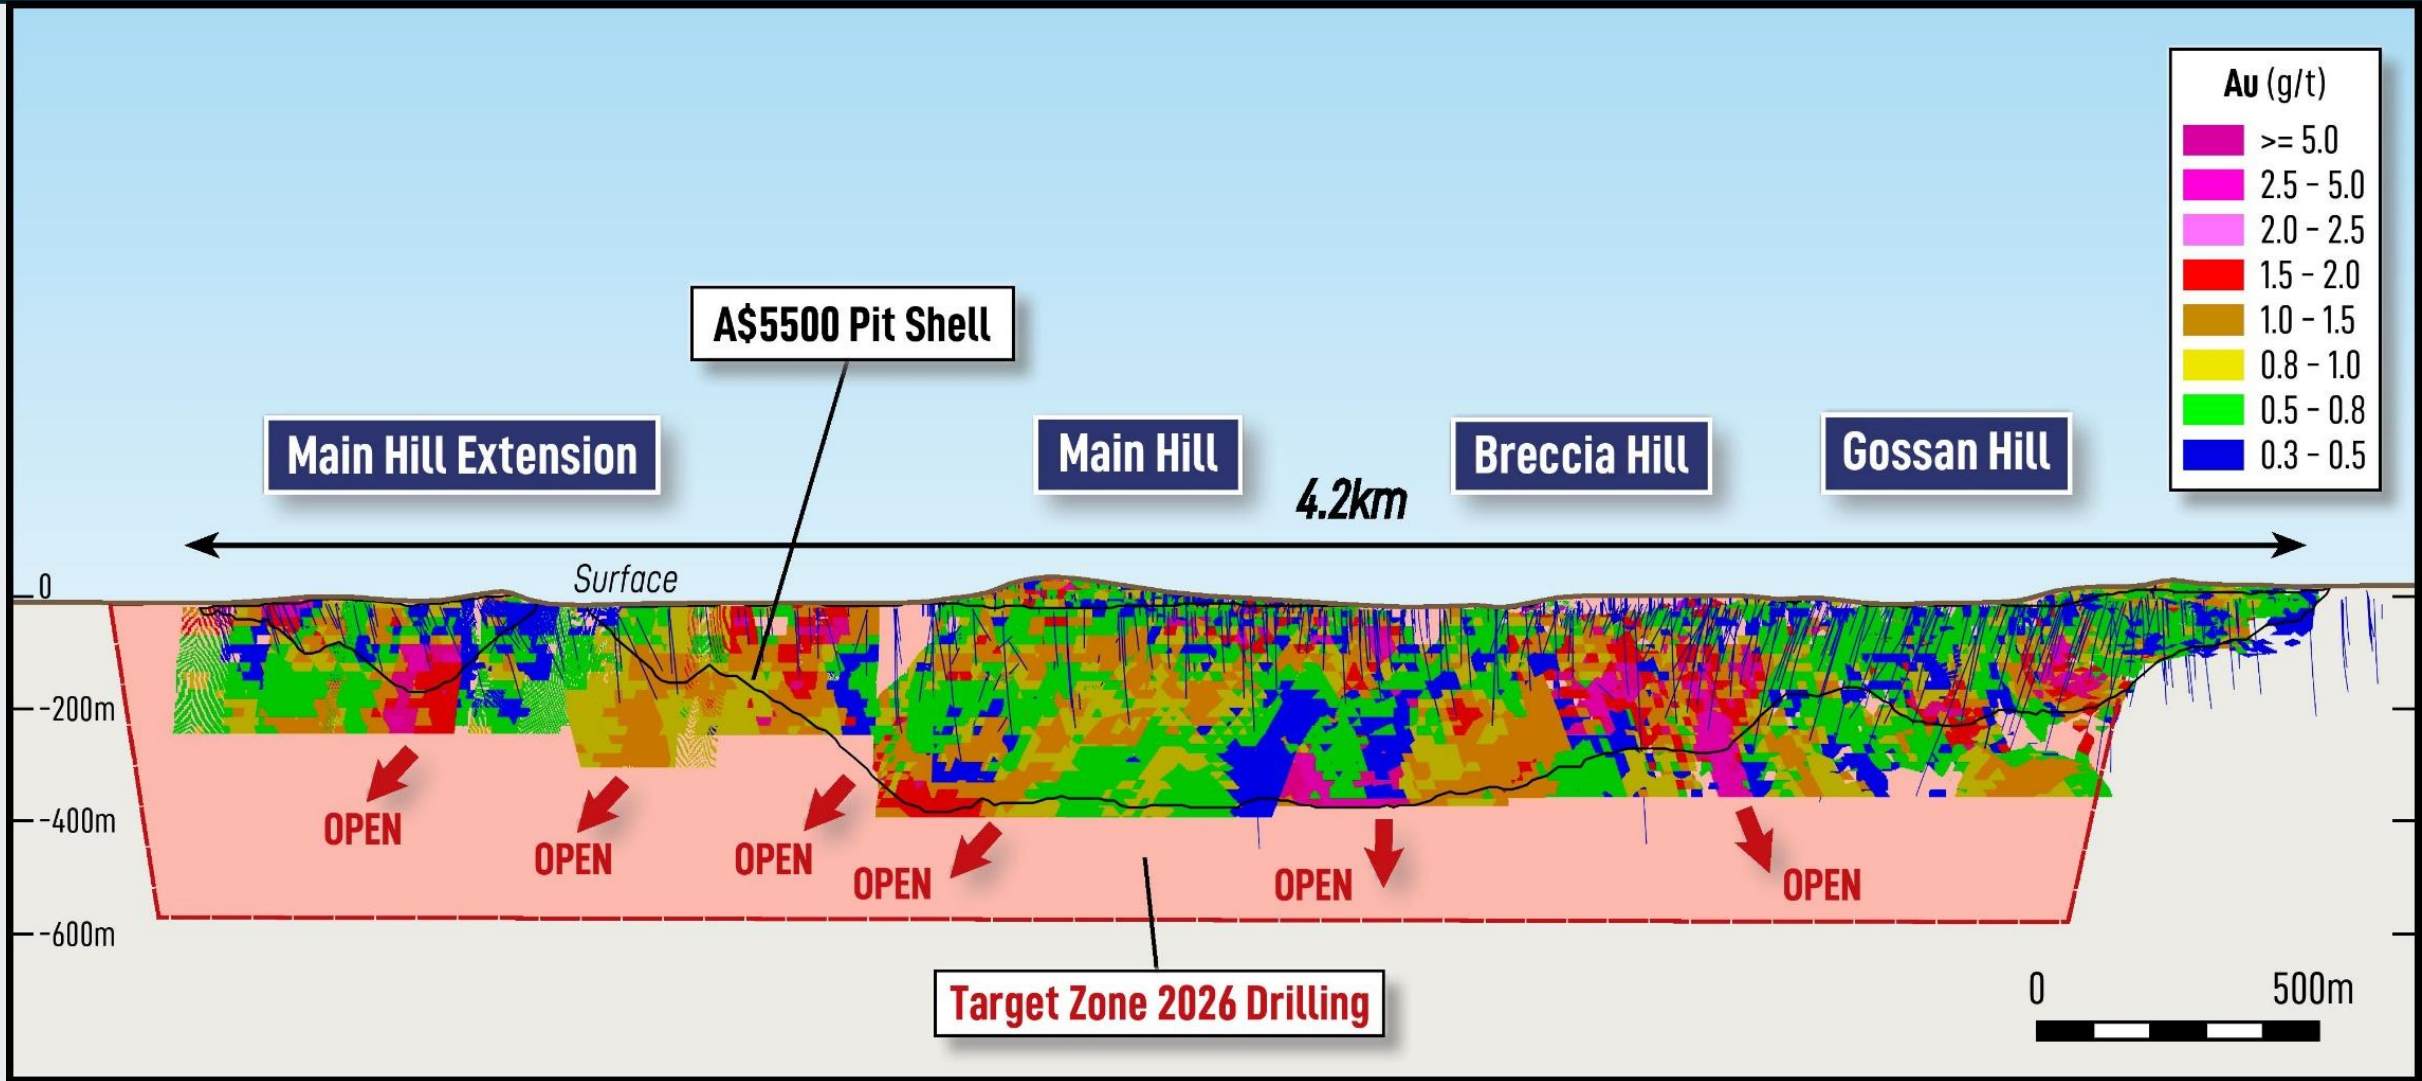 Au (g/t)
>= 5.0
2.5 - 5.0
2.0 - 2.5
1.5 - 2.0
1.0 - 1.5
0.8 - 1.0
0.5 - 0.8
0.3 - 0.5
A$5500 Pit Shell
Main Hill Extension
Main Hill
Breccia Hill
Gossan Hill
4.2km
Surface
0
-200m
-400m
-600m
OPEN
OPEN
OPEN
OPEN
OPEN
OPEN
Target Zone 2026 Drilling
0 500m